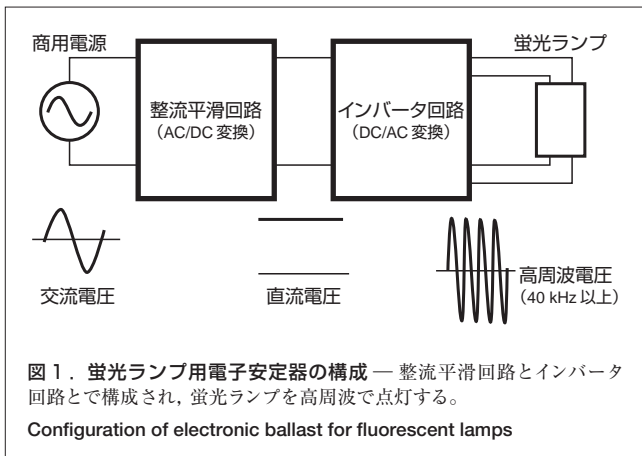 商用電源
蛍光ランプ
整流平滑回路
（AC/DC 変換）
インバータ回路
（DC/AC 変換）
交流電圧
直流電圧
高周波電圧
（40 kHz 以上）
図1．蛍光ランプ用電子安定器の構成 — 整流平滑回路とインバータ
回路とで構成され，蛍光ランプを高周波で点灯する。
Configuration of electronic ballast for fluorescent lamps